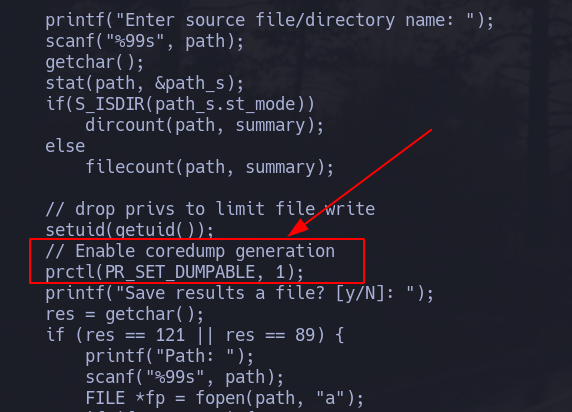 printf("Enter source file/directory name: ");
scanf("%99s", path);
getchar();
stat(path, &path_s);
if(S_ISDIR(path_s.st_mode))
dircount(path, summary);
else
filecount(path, summary);
// drop privs to limit file write
setuid(getuid());
// Enable coredump generation
prctl(PR_SET_DUMPABLE, 1);
printf("Save results a file? [y/N]: ");
res = getchar();
if (res == 121 || res == 89) {
printf("Path: ");
scanf("%99s", path);
FILE *fp = fopen(path, "a");